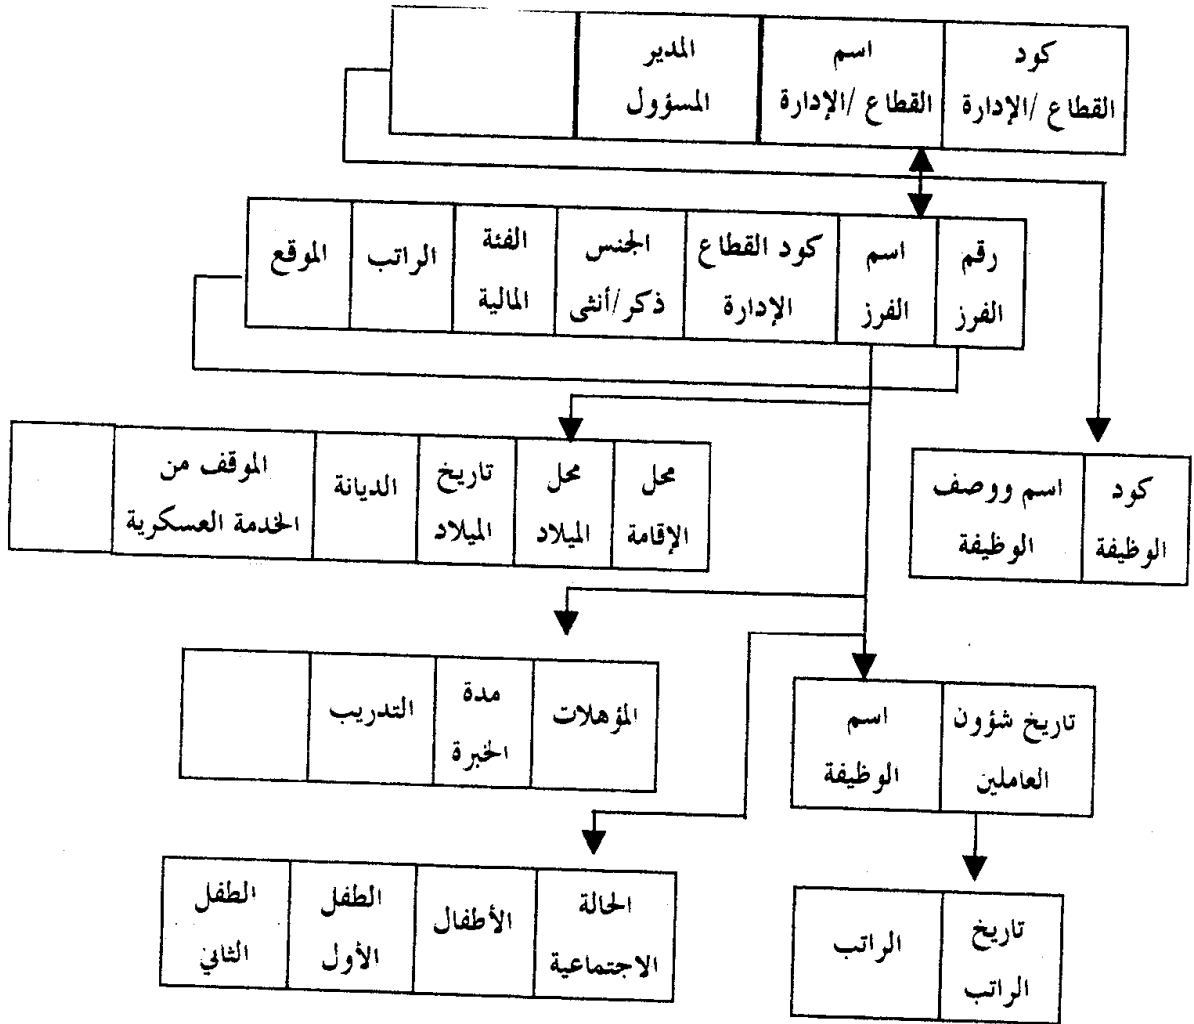 كود
القطاع /الإدارة
اسم
القطاع /الإدارة
المدير
المسؤول
رقم
الفرز
اسم
الفرز
كود القطاع
الإدارة
الجنس
ذكر/أنثى
الفئة
المالية
الراتب
الموقع
كود
الوظيفة
اسم ووصف
الوظيفة
محل
الإقامة
محل
الميلاد
تاريخ
الميلاد
الديانة
الموقف من
الخدمة العسكرية
تاريخ شؤون
العاملين
اسم
الوظيفة
المؤهلات
مدة
الخبرة
التدريب
تاريخ
الراتب
الراتب
الحالة
الاجتماعية
الأطفال
الطفل
الأول
الطفل
الثاني